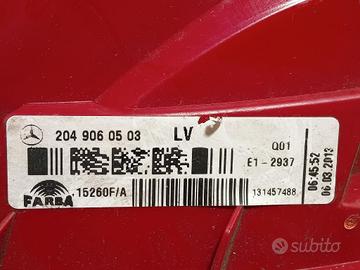 204 906 05 03 LV
Q01
E1-2937
FARBA
15260F/A
131457488
06:45:52
06.03.2013
subito